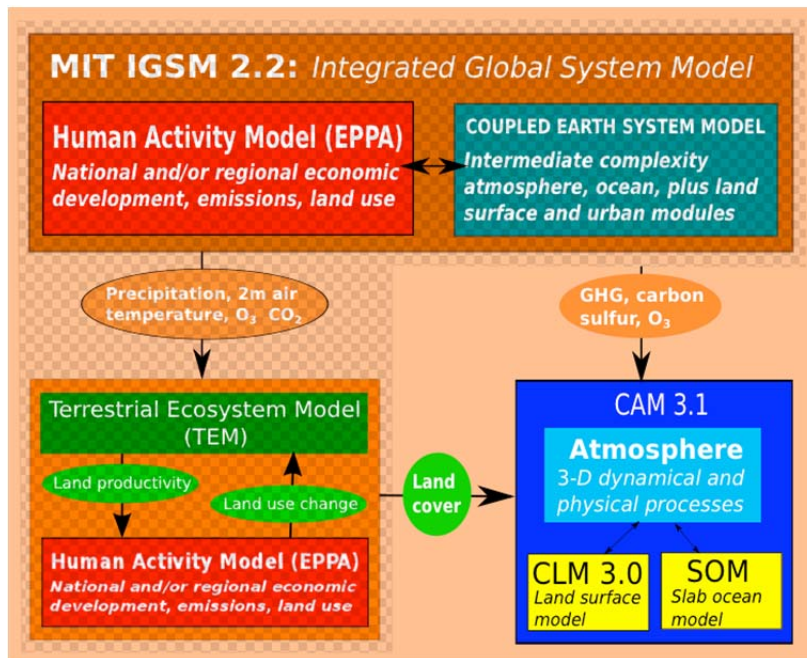 MIT IGSM 2.2: Integrated Global System Model
Human Activity Model (EPPA)
National and/or regional economic
development, emissions, land use
COUPLED EARTH SYSTEM MODEL
Intermediate complexity
atmosphere, ocean, plus land
surface and urban modules
Precipitation, 2m air
temperature, O₃ CO₂
GHG, carbon
sulfur, O₃
Terrestrial Ecosystem Model
(TEM)
Land productivity
Land use change
Human Activity Model (EPPA)
National and/or regional economic
development, emissions, land use
Land
cover
CAM 3.1
Atmosphere
3-D dynamical and
physical processes
CLM 3.0
Land surface
model
SOM
Slab ocean
model